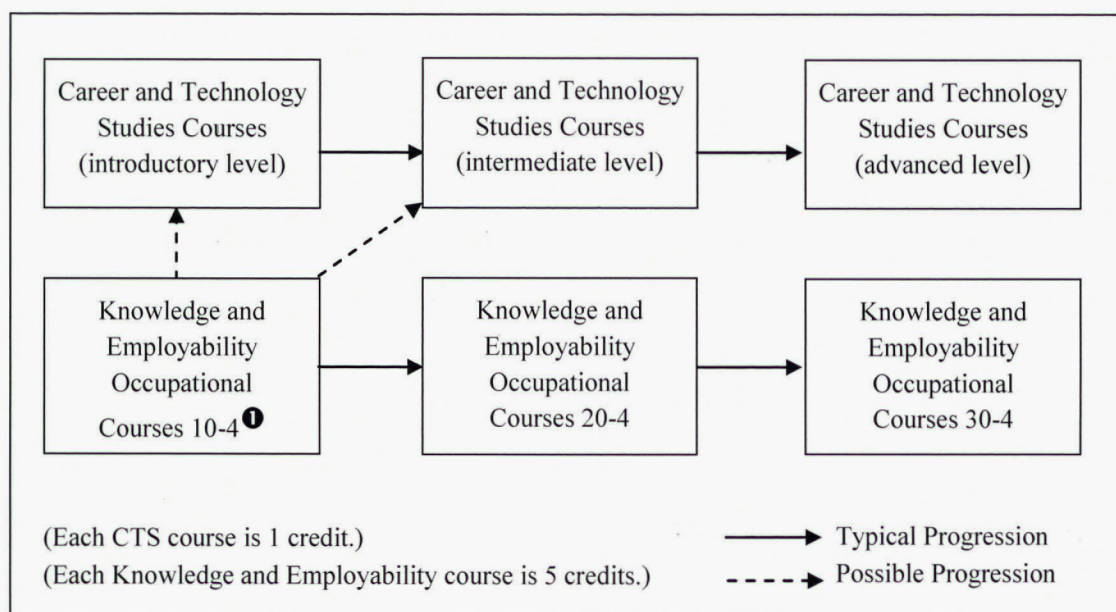 Career and Technology
Studies Courses
(introductory level)
Career and Technology
Studies Courses
(intermediate level)
Career and Technology
Studies Courses
(advanced level)
Knowledge and
Employability
Occupational
Courses 10-4❶
Knowledge and
Employability
Occupational
Courses 20-4
Knowledge and
Employability
Occupational
Courses 30-4
(Each CTS course is 1 credit.)
(Each Knowledge and Employability course is 5 credits.)
Typical Progression
Possible Progression